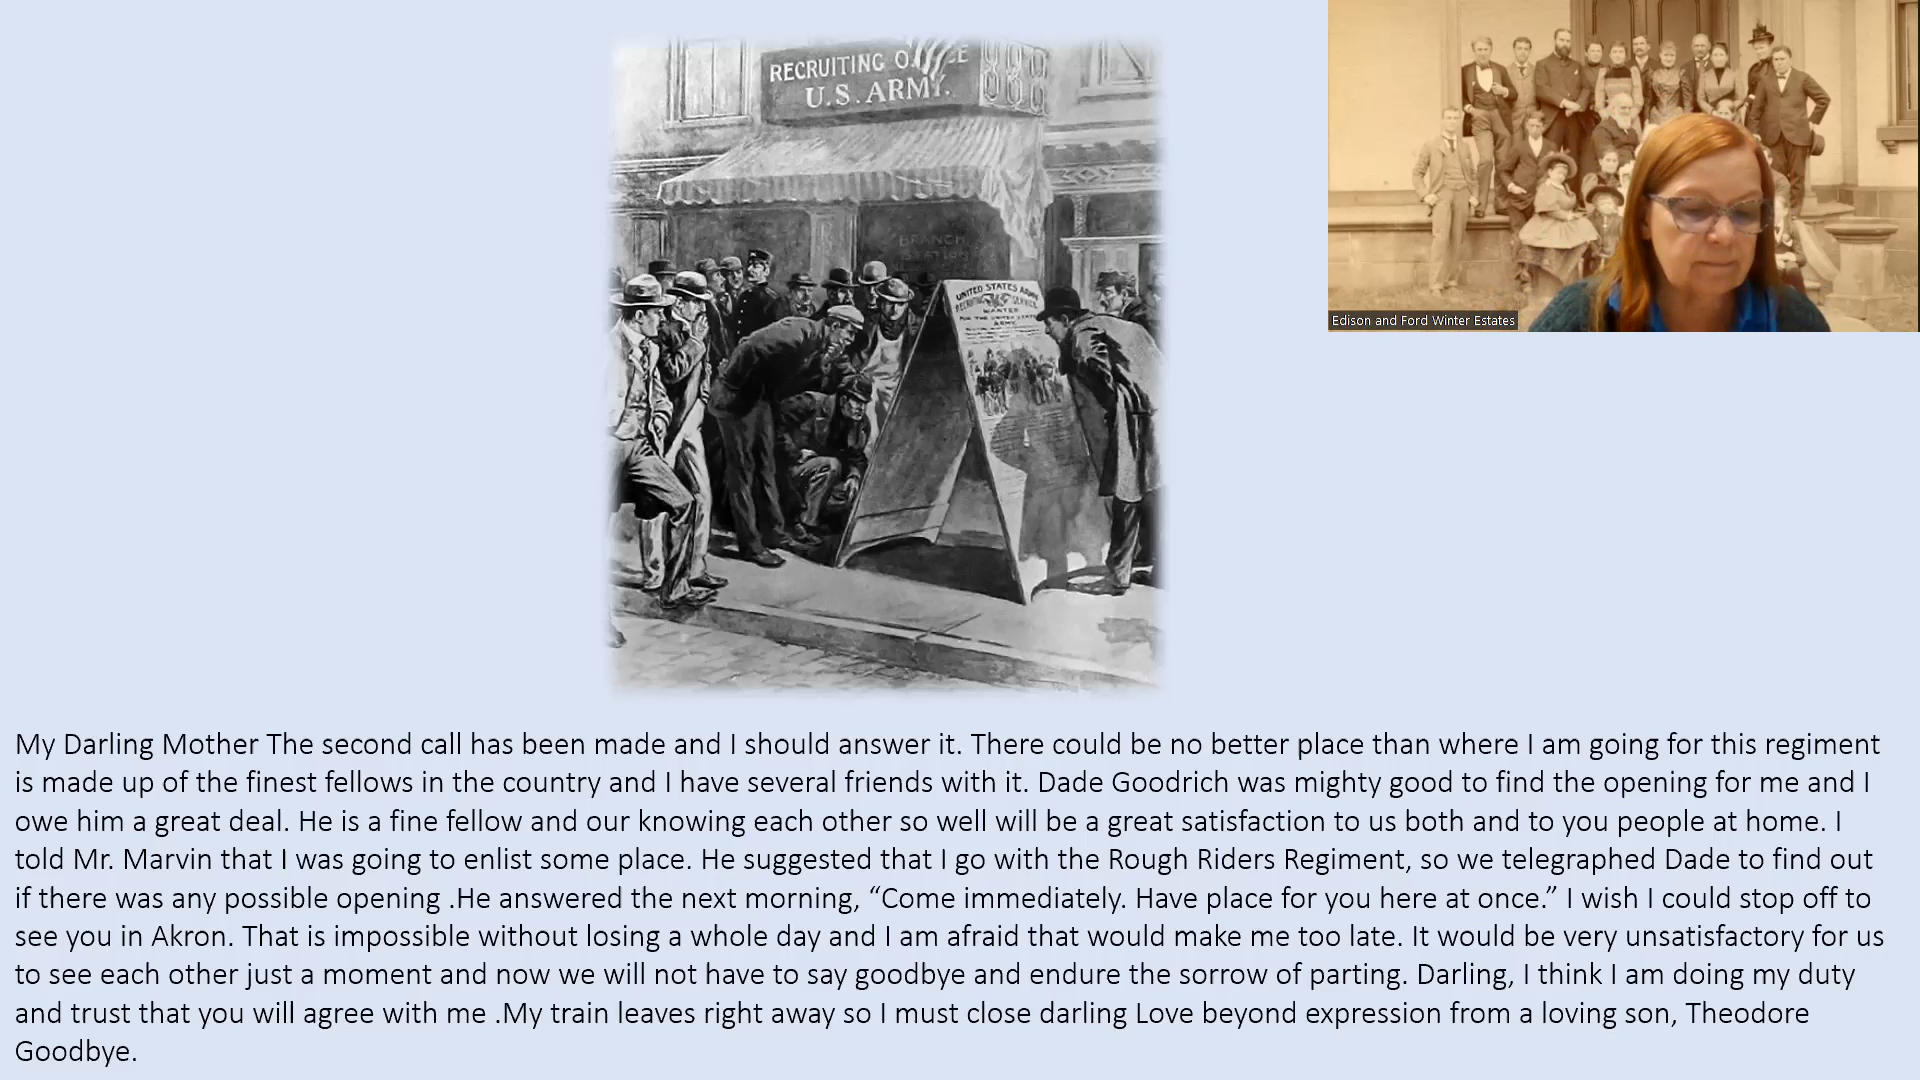 RECRUITING O
U.S. ARMY.
BRANCH
STATION
UNITED STATES ARMY
RECRUITING SERVICE
WANTED
FOR THE UNITED STATES
ARMY
Edison and Ford Winter Estates
My Darling Mother The second call has been made and I should answer it. There could be no better place than where I am going for this regiment
is made up of the finest fellows in the country and I have several friends with it. Dade Goodrich was mighty good to find the opening for me and I
owe him a great deal. He is a fine fellow and our knowing each other so well will be a great satisfaction to us both and to you people at home. I
told Mr. Marvin that I was going to enlist some place. He suggested that I go with the Rough Riders Regiment, so we telegraphed Dade to find out
if there was any possible opening .He answered the next morning, “Come immediately. Have place for you here at once.” I wish I could stop off to
see you in Akron. That is impossible without losing a whole day and I am afraid that would make me too late. It would be very unsatisfactory for us
to see each other just a moment and now we will not have to say goodbye and endure the sorrow of parting. Darling, I think I am doing my duty
and trust that you will agree with me .My train leaves right away so I must close darling Love beyond expression from a loving son, Theodore
Goodbye.